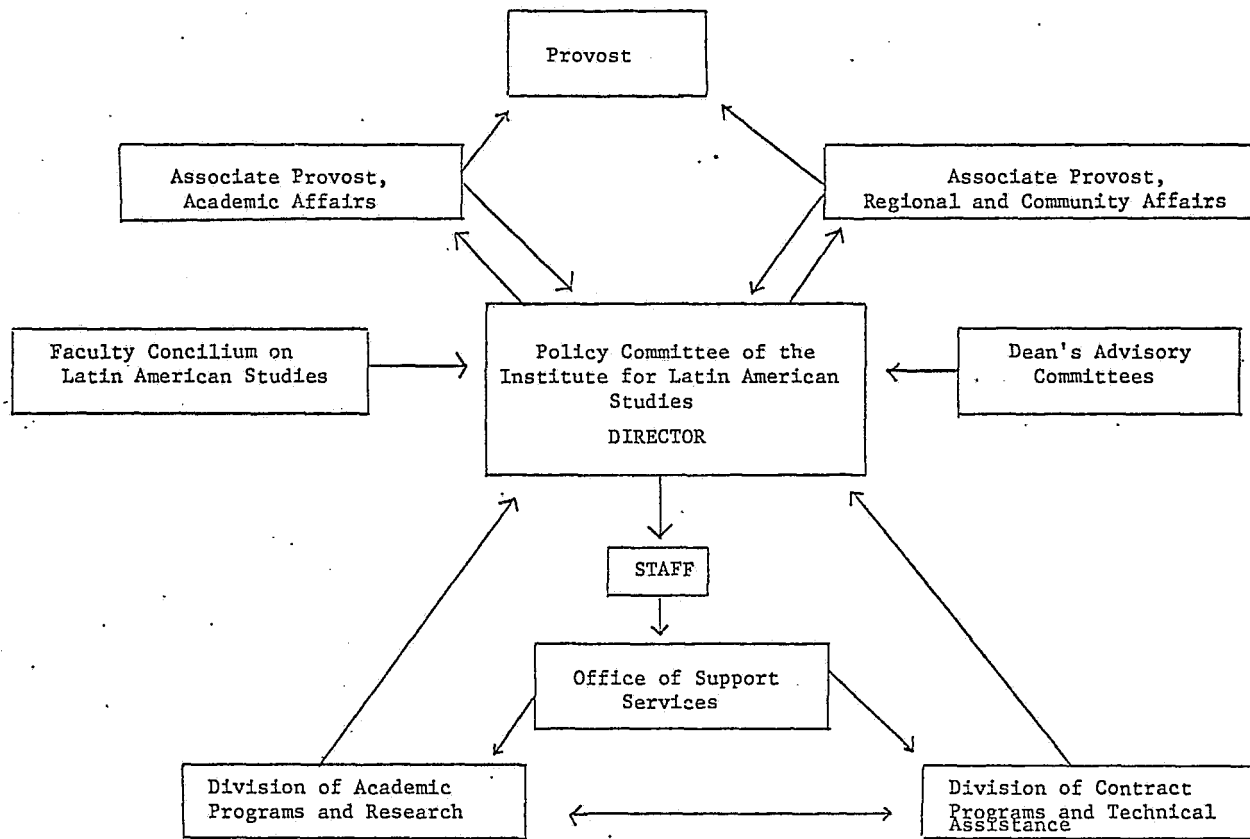 Provost
Associate Provost,
Academic Affairs
Associate Provost,
Regional and Community Affairs
Faculty Concilium on
Latin American Studies
Policy Committee of the
Institute for Latin American
Studies
DIRECTOR
Dean's Advisory
Committees
STAFF
Office of Support
Services
Division of Academic
Programs and Research
Division of Contract
Programs and Technical
Assistance